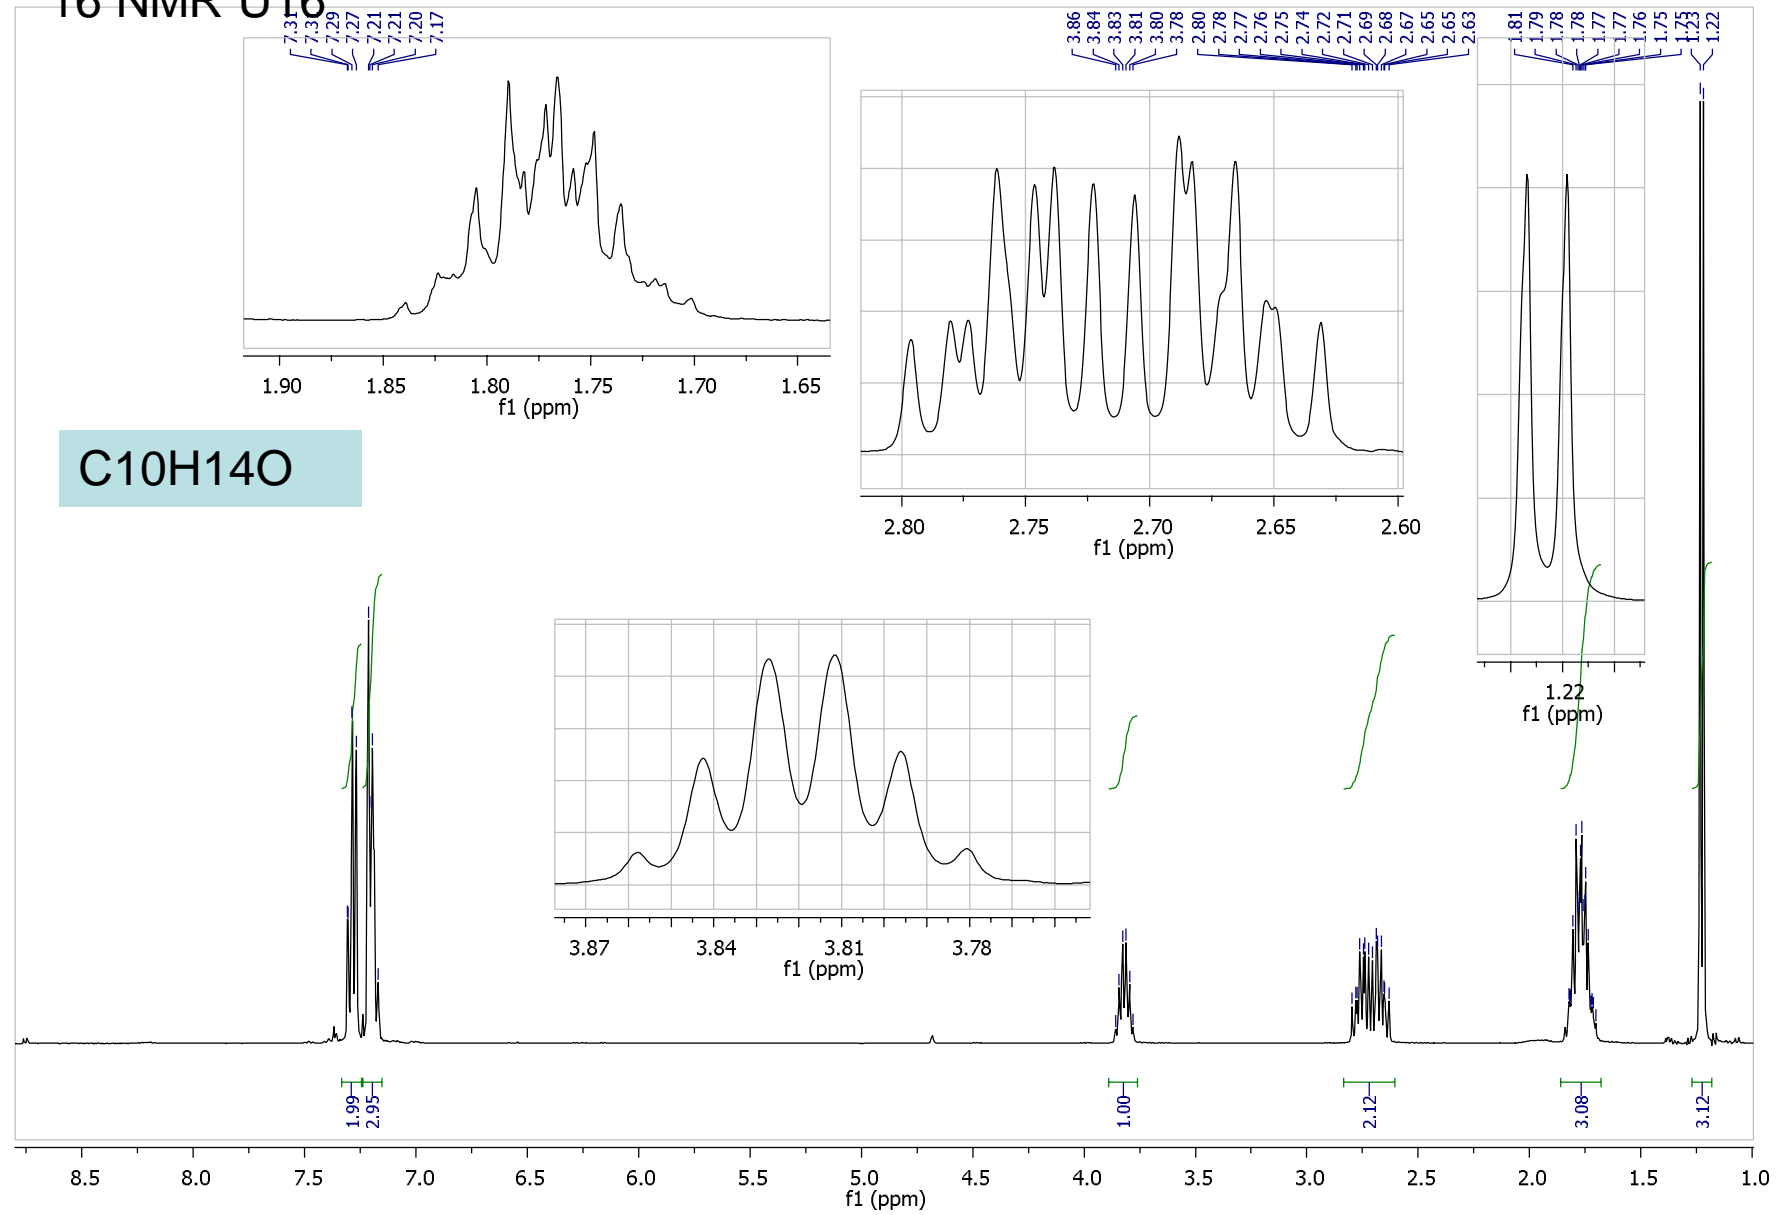 16 NMR U16
7.31 7.31 7.29 7.27 7.21 7.21 7.20 7.17
3.86 3.84 3.83 3.81 3.80 3.78 2.80 2.78 2.77 2.76 2.75 2.74 2.72 2.71 2.69 2.68 2.67 2.65 2.65 2.63
1.81 1.79 1.78 1.78 1.77 1.77 1.76 1.75 1.75 1.23 1.22
1.90 1.85 1.80 1.75 1.70 1.65
f1 (ppm)
2.80 2.75 2.70 2.65 2.60
f1 (ppm)
C10H14O
1.22
f1 (ppm)
3.87 3.84 3.81 3.78
f1 (ppm)
1.99 2.95 1.00 2.12 3.08 3.12
8.5 8.0 7.5 7.0 6.5 6.0 5.5 5.0 4.5 4.0 3.5 3.0 2.5 2.0 1.5 1.0
f1 (ppm)